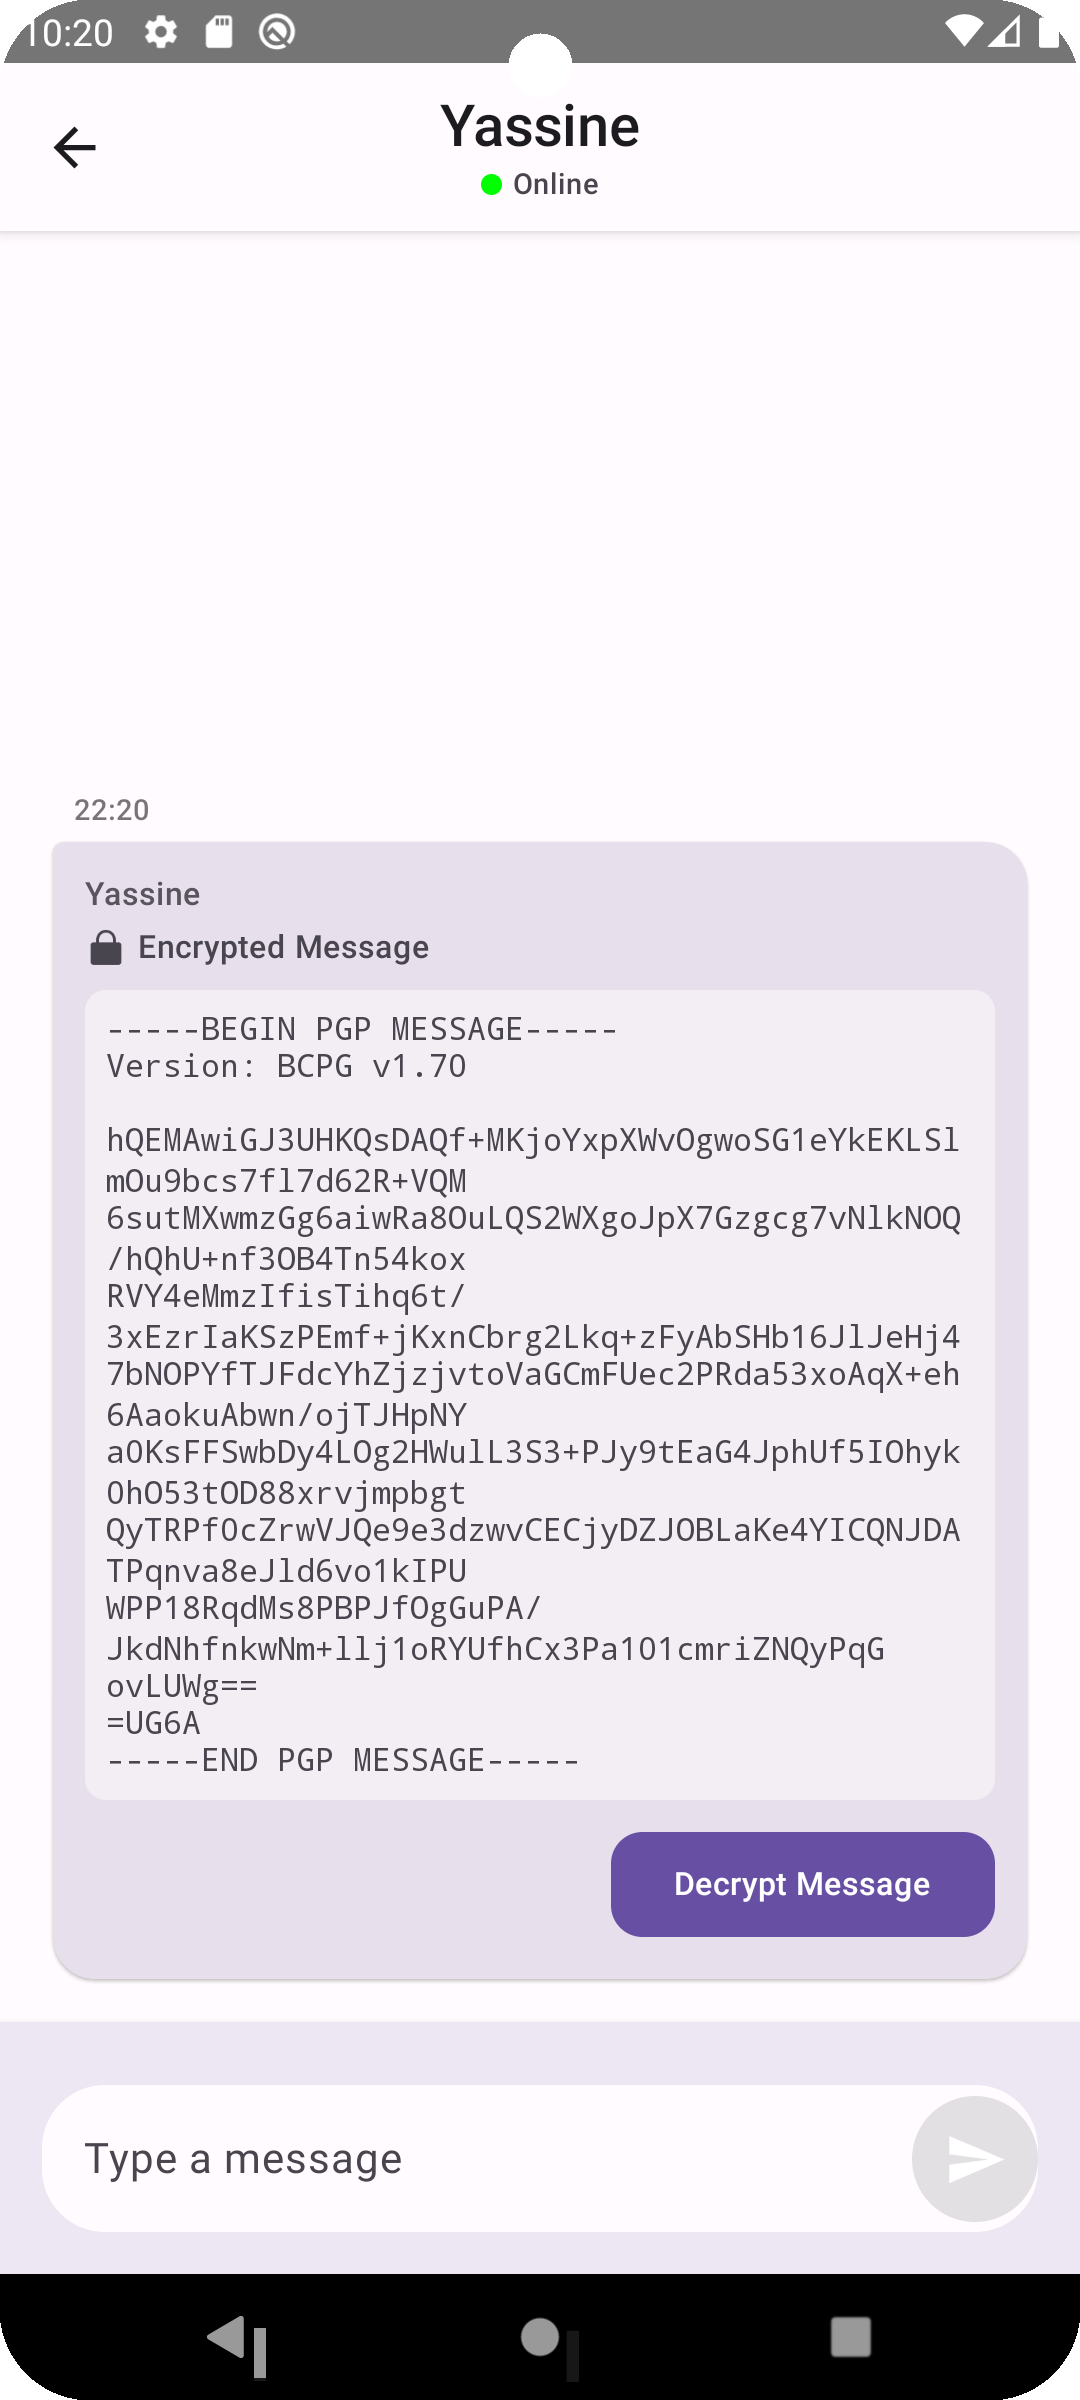 10:20
Yassine
Online
22:20
Yassine
Encrypted Message
-----BEGIN PGP MESSAGE-----
Version: BCPG v1.70
hQEMAwiGJ3UHKQsDAQf+MKjoYxpXWvOgwoSG1eYkEKLSl
mOu9bcs7fl7d62R+VQM
6sutMXwmzGg6aiwRa8OuLQS2WXgoJpX7Gzgcg7vNlkNOQ
/hQhU+nf3OB4Tn54kox
RVY4eMmzIfisTihq6t/
3xEzrIaKSzPEmf+jKxnCbrg2Lkq+zFyAbSHb16JlJeHj4
7bNOPYfTJFdcYhZjzjvtoVaGCmFUec2PRda53xoAqX+eh
6AaokuAbwn/ojTJHpNY
a0KsFFSwbDy4LOg2HWulL3S3+PJy9tEaG4JphUf5IOhyk
0hO53tOD88xrvjmpbgt
QyTRPf0cZrwVJQe9e3dzwvCECjyDZJOBLaKe4YICQNJDA
TPqnva8eJld6vo1kIPU
WPP18RqdMs8PBPJfOgGuPA/
JkdNhfnkwNm+llj1oRYUfhCx3Pa101cmriZNQyPqG
ovLUWg==
=UG6A
-----END PGP MESSAGE-----
Decrypt Message
Type a message